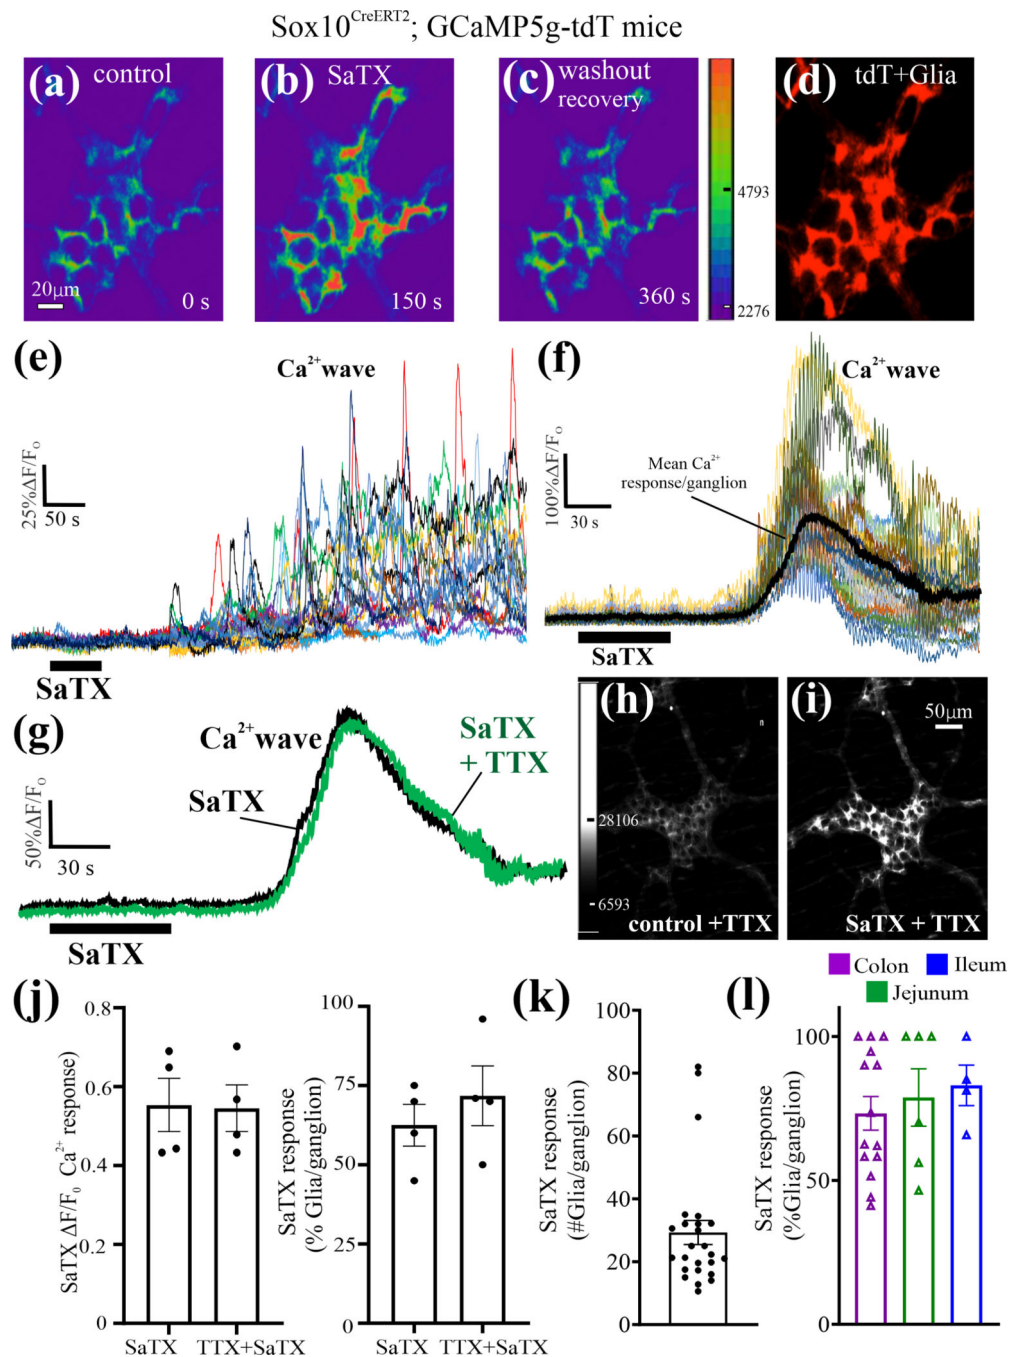 Sox10CreERT2; GCaMP5g-tdT mice
(a) control
(b) SaTX
(c) washout
recovery
(d) tdT+Glia
4793
2276
20μm
0 s
150 s
360 s
(e)
Ca2+wave
25%ΔF/FO
50 s
SaTX
(f)
Ca2+wave
100%ΔF/FO
30 s
Mean Ca2+
response/ganglion
SaTX
(g)
Ca2+wave
SaTX
SaTX
+ TTX
50%ΔF/FO
30 s
SaTX
(h)
28106
6593
control +TTX
(i)
50μm
SaTX + TTX
(j)
SaTX ΔF/F0 Ca2+ response)
0.8
0.6
0.4
0.2
0
SaTX
TTX+SaTX
SaTX response
(% Glia/ganglion)
100
75
50
25
0
SaTX
TTX+SaTX
(k)
SaTX response
(#Glia/ganglion)
100
80
60
40
20
0
(l)
Colon
Ileum
Jejunum
SaTX response
(%Glia/ganglion)
100
50
0